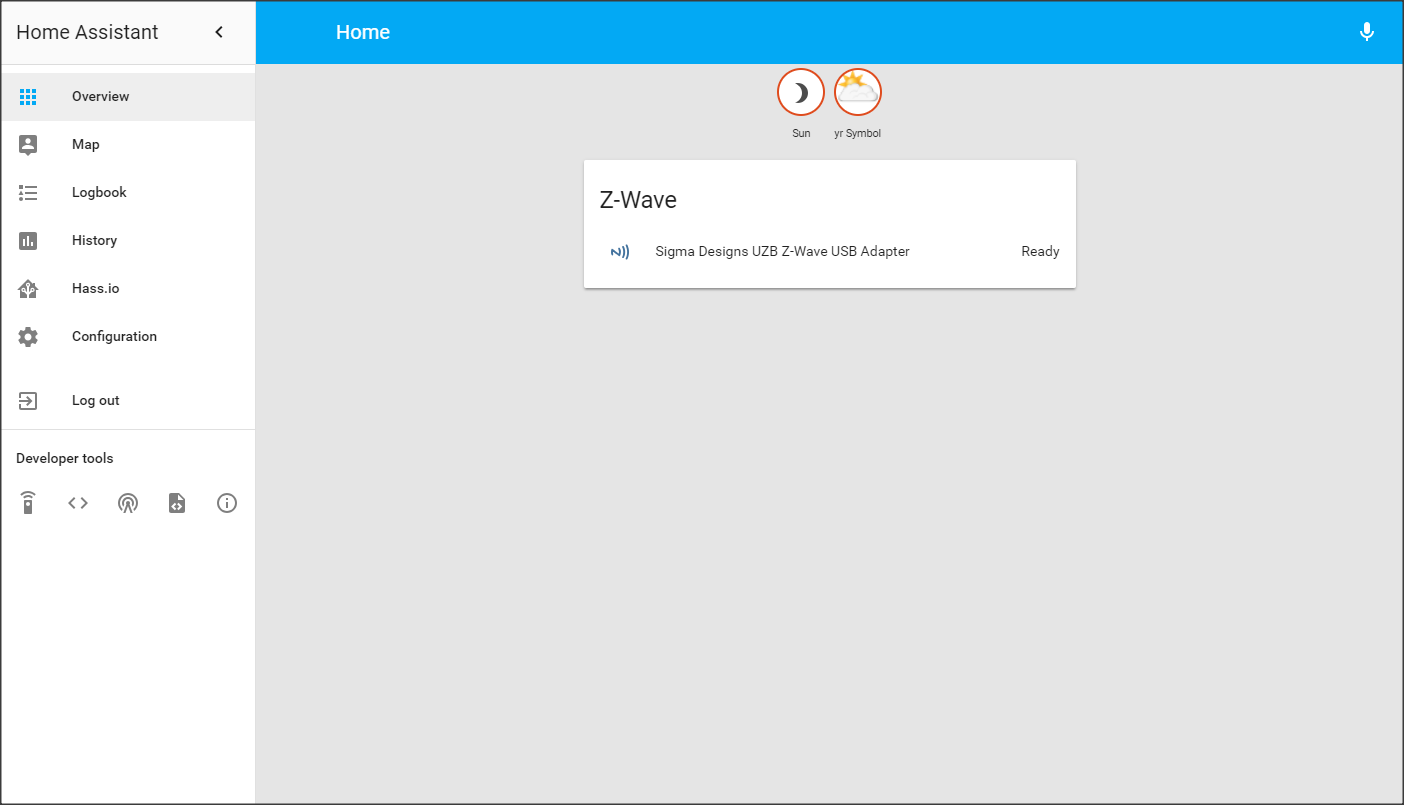 Home Assistant
Home
Overview
Map
Logbook
History
Hass.io
Configuration
Log out
Developer tools
Sun
yr Symbol
Z-Wave
Sigma Designs UZB Z-Wave USB Adapter
Ready